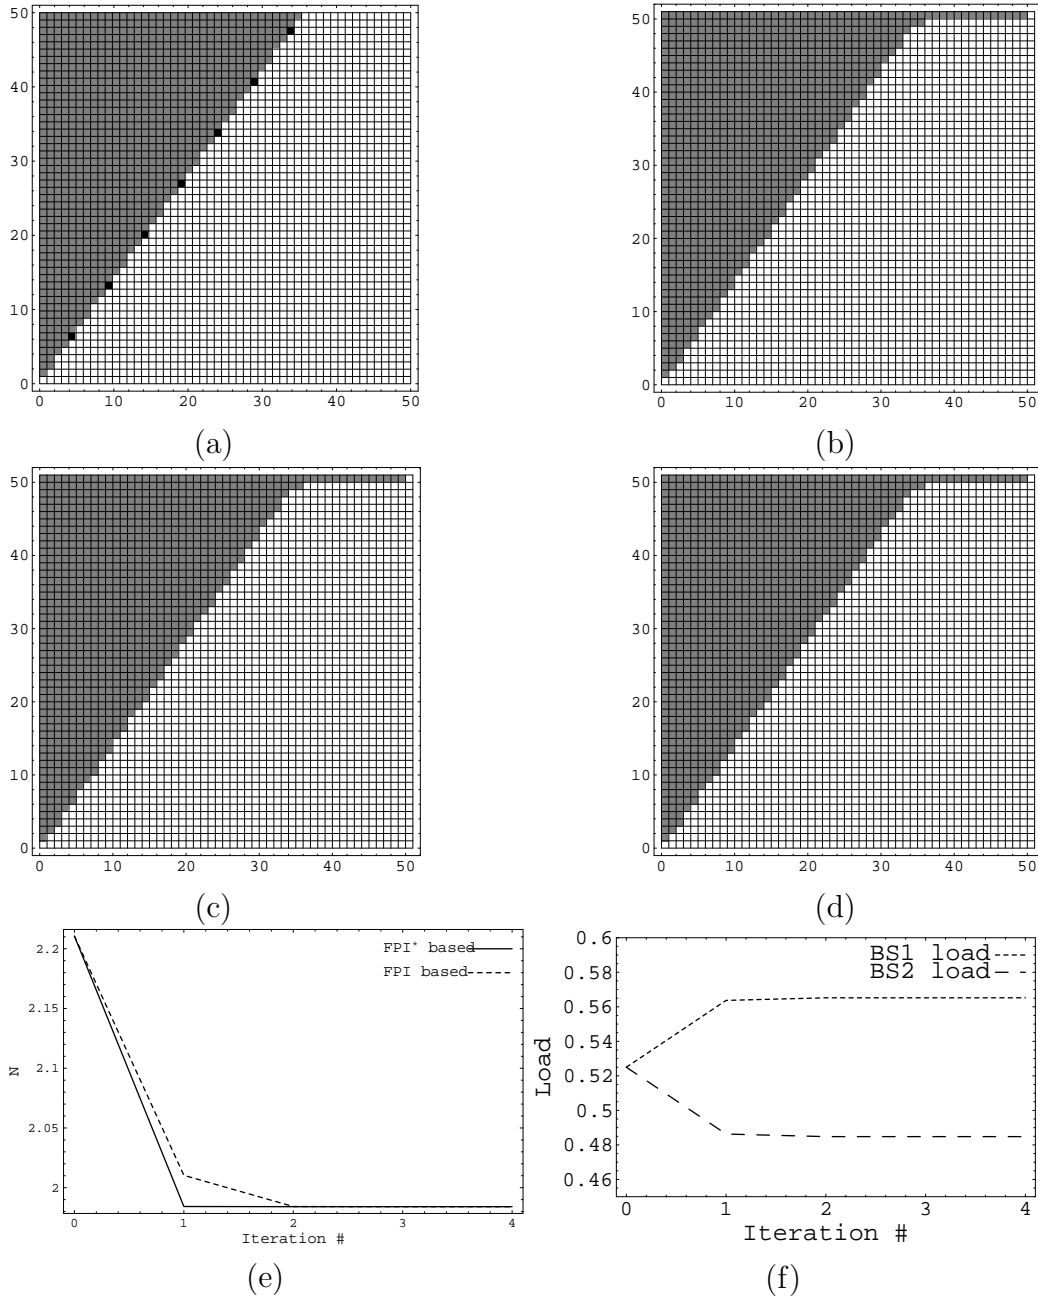 50
40
30
20
10
0
0 10 20 30 40 50
(a)
50
40
30
20
10
0
0 10 20 30 40 50
(b)
50
40
30
20
10
0
0 10 20 30 40 50
(c)
50
40
30
20
10
0
0 10 20 30 40 50
(d)
N
2.2
2.15
2.1
2.05
2
FPI* based
FPI based
0 1 2 3 4
Iteration #
(e)
Load
0.6
0.58
0.56
0.54
0.52
0.5
0.48
0.46
BS1 load
BS2 load
0 1 2 3 4
Iteration #
(f)